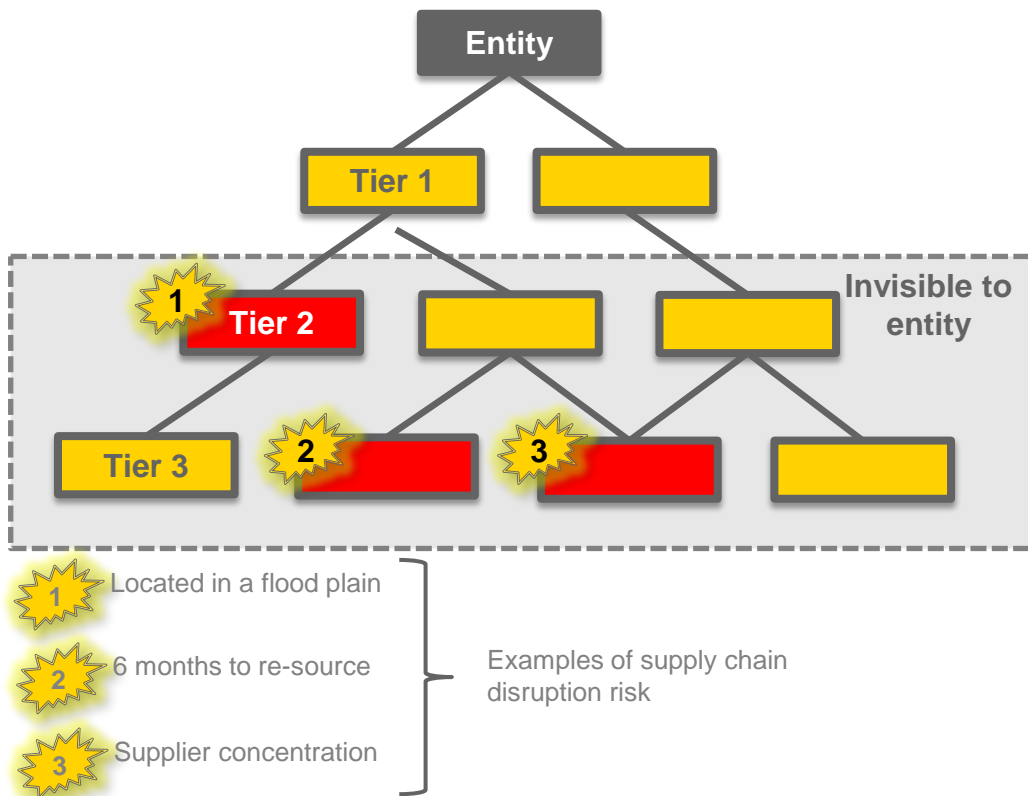 Entity
Tier 1
Invisible to
entity
1
Tier 2
2
3
Tier 3
1
Located in a flood plain
2
6 months to re-source
3
Supplier concentration
Examples of supply chain
disruption risk